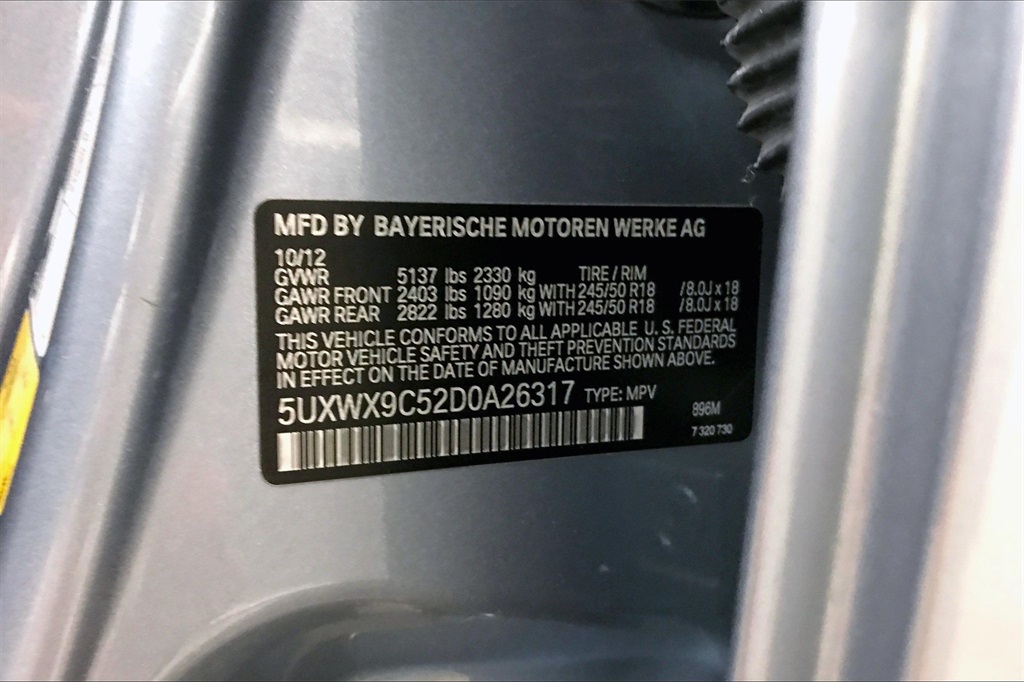 MFD BY BAYERISCHE MOTOREN WERKE AG
10/12
GVWR 5137 lbs 2330 kg TIRE / RIM
GAWR FRONT 2403 lbs 1090 kg WITH 245/50 R18 / 8.0J x 18
GAWR REAR 2822 lbs 1280 kg WITH 245/50 R18 / 8.0J x 18
THIS VEHICLE CONFORMS TO ALL APPLICABLE U. S. FEDERAL
MOTOR VEHICLE SAFETY AND THEFT PREVENTION STANDARDS
IN EFFECT ON THE DATE OF MANUFACTURE SHOWN ABOVE.
5UXWX9C52D0A26317 TYPE: MPV
896M
7 320 730